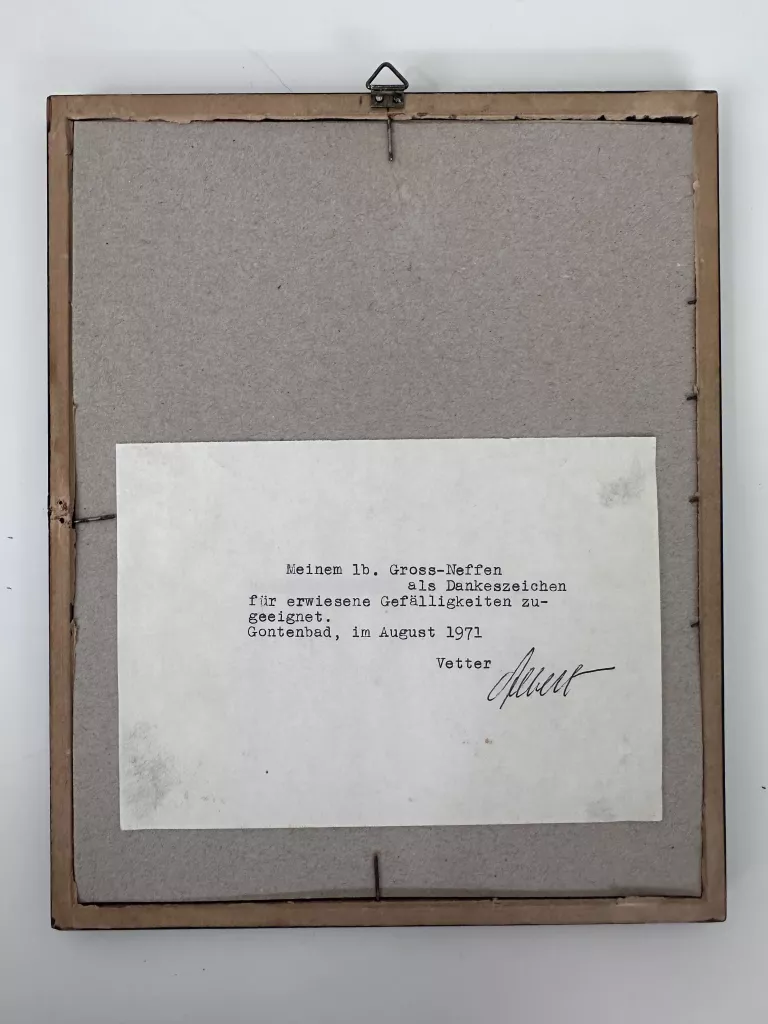 Meinem lb. Gross-Neffen
als Dankeszeichen
für erwiesene Gefälligkeiten zu-
geeignet.
Gontenbad, im August 1971
Vetter